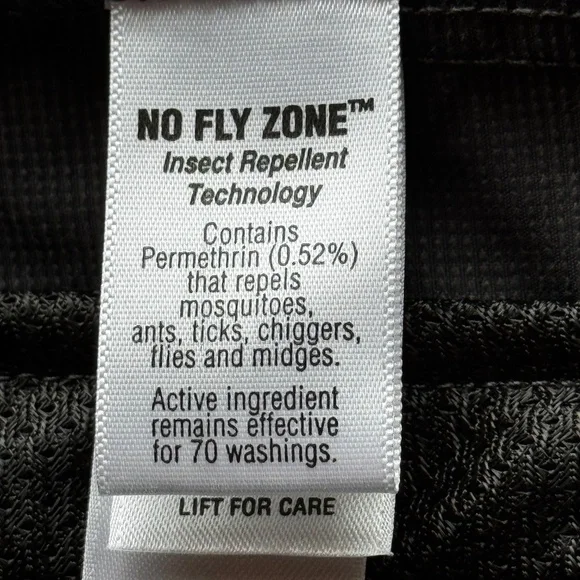 NO FLY ZONE™
Insect Repellent
Technology
Contains
Permethrin (0.52%)
that repels
mosquitoes,
ants, ticks, chiggers,
flies and midges.
Active ingredient
remains effective
for 70 washings.
LIFT FOR CARE